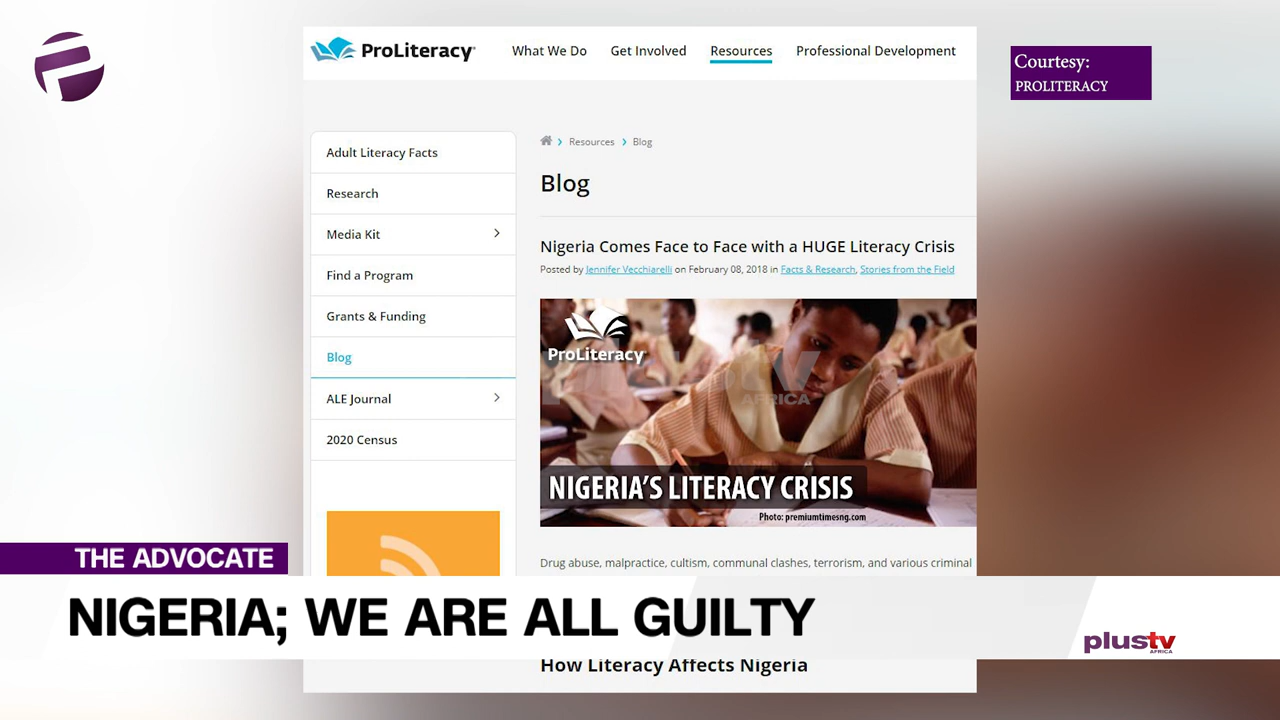 ProLiteracy
What We Do
Get Involved
Resources
Professional Development
Courtesy:
PROLITERACY
Adult Literacy Facts
Research
Media Kit
Find a Program
Grants & Funding
Blog
ALE Journal
2020 Census
Resources
Blog
Blog
Nigeria Comes Face to Face with a HUGE Literacy Crisis
Posted by Jennifer Vecchiarelli on February 08, 2018 in Facts & Research, Stories from the Field
ProLiteracy
plustv
AFRICA
NIGERIA'S LITERACY CRISIS
Photo: premiumtimesng.com
Drug abuse, malpractice, cultism, communal clashes, terrorism, and various criminal
THE ADVOCATE
NIGERIA; WE ARE ALL GUILTY
plustv
AFRICA
How Literacy Affects Nigeria